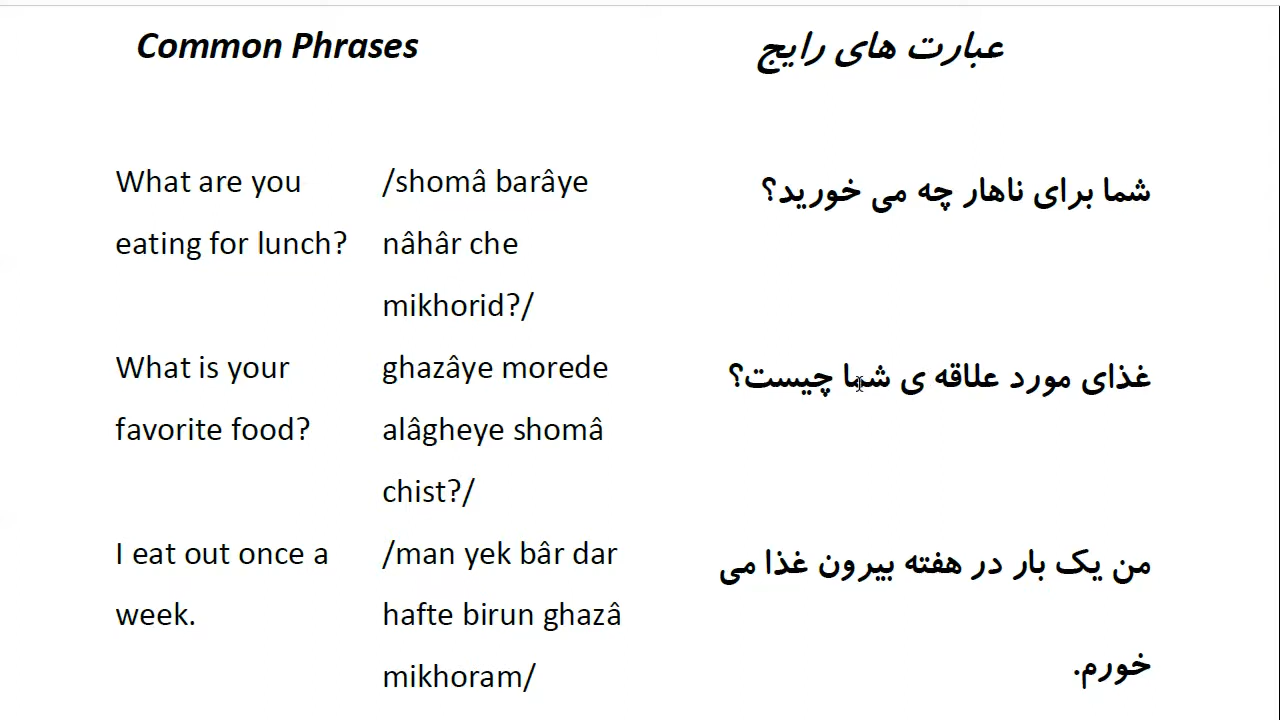 Common Phrases
عبارت های رایج
What are you
eating for lunch?
/shomâ barâye
nâhâr che
mikhorid?/
شما برای ناهار چه می خورید؟
What is your
favorite food?
ghazâye morede
alâgheye shomâ
chist?/
غذای مورد علاقه ی شما چیست؟
I eat out once a
week.
/man yek bâr dar
hafte birun ghazâ
mikhoram/
من یک بار در هفته بیرون غذا می
خورم.